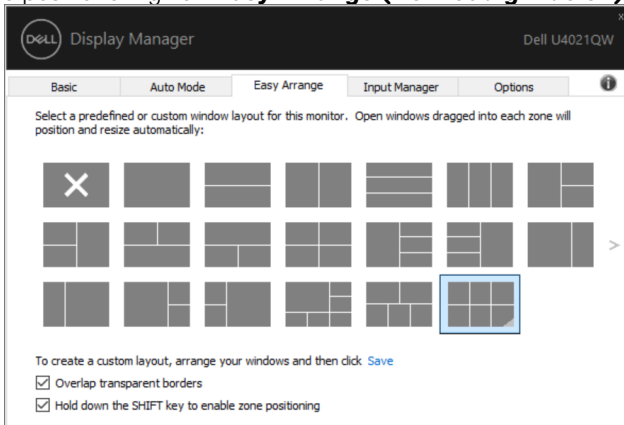 Easy Arrange (
DELL
Display Manager
Dell U4021QW
x
Basic
Auto Mode
Easy Arrange
Input Manager
Options
Select a predefined or custom window layout for this monitor. Open windows dragged into each zone will
position and resize automatically:
To create a custom layout, arrange your windows and then click Save
Overlap transparent borders
Hold down the SHIFT key to enable zone positioning